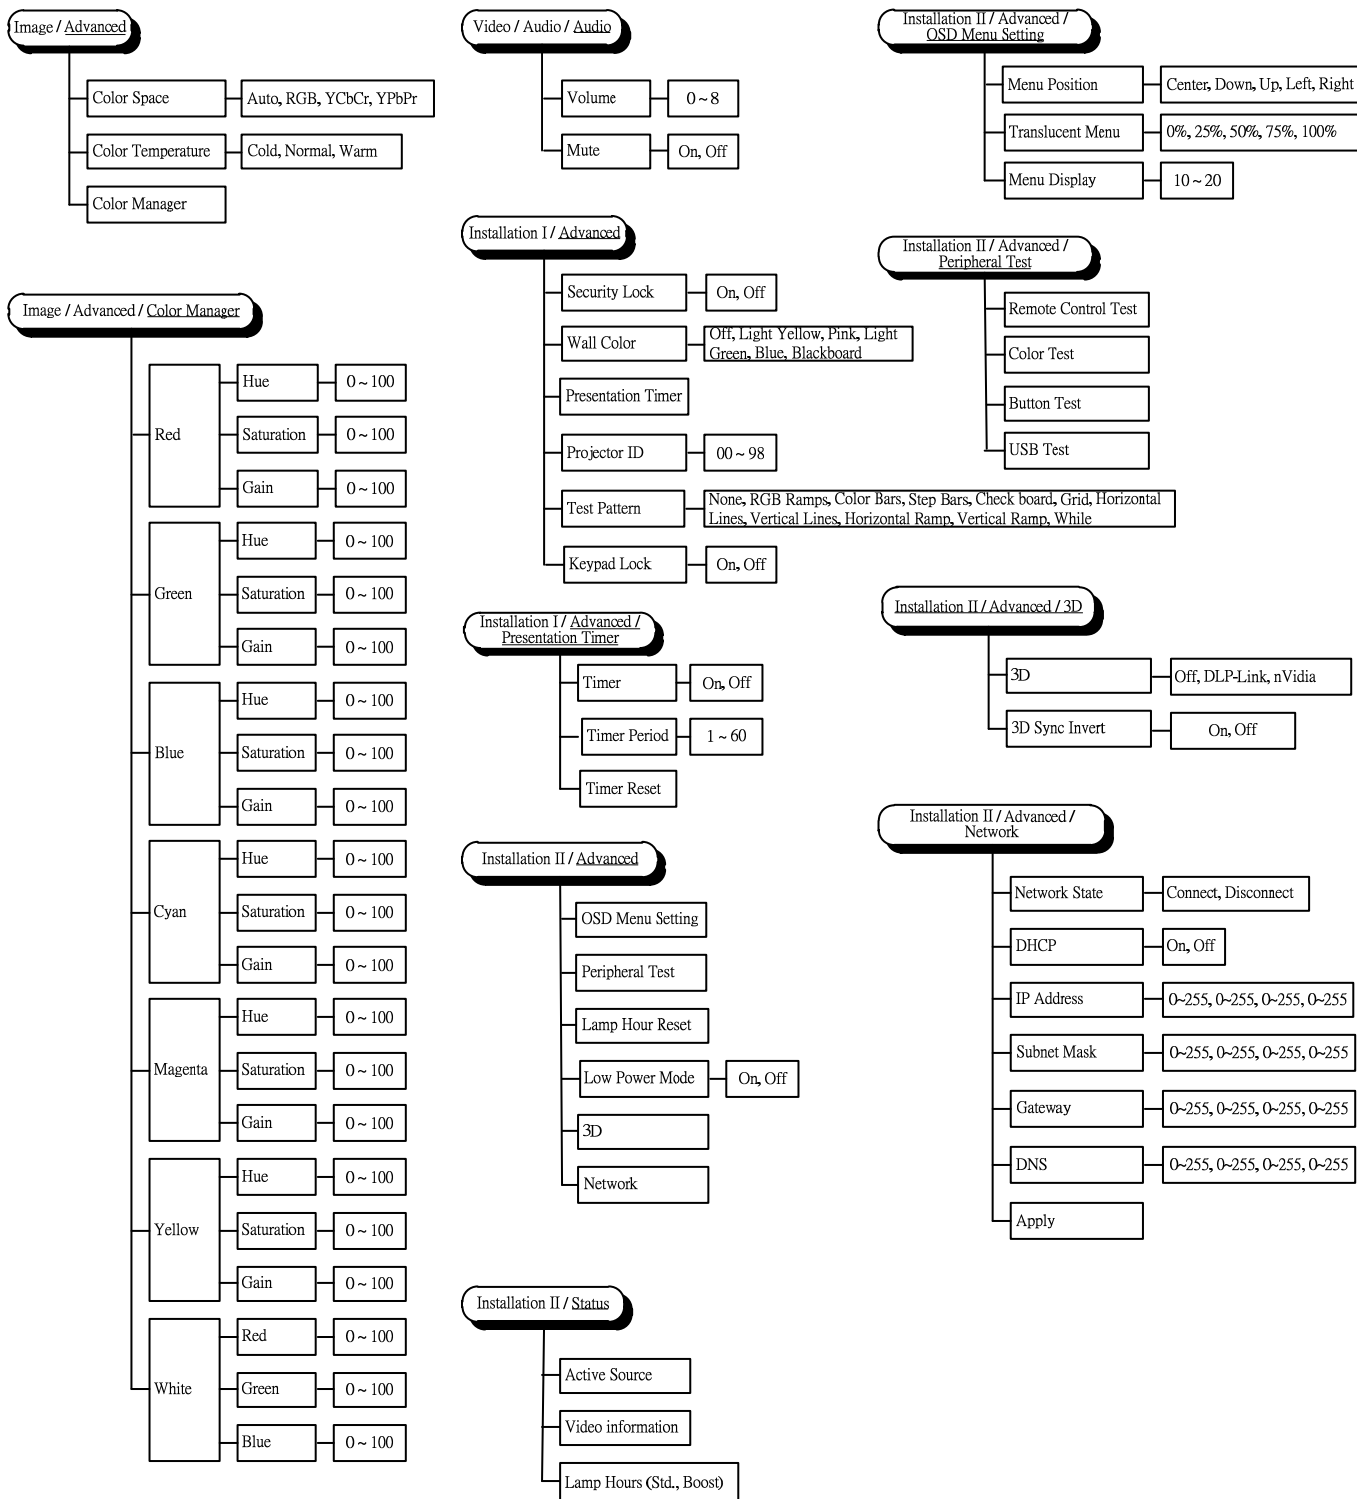 Image / Advanced
Color Space
Auto, RGB, YCbCr, YPbPr
Color Temperature
Cold, Normal, Warm
Color Manager
Image / Advanced / Color Manager
Red
Hue
0 ~ 100
Saturation
0 ~ 100
Gain
0 ~ 100
Green
Hue
0 ~ 100
Saturation
0 ~ 100
Gain
0 ~ 100
Blue
Hue
0 ~ 100
Saturation
0 ~ 100
Gain
0 ~ 100
Cyan
Hue
0 ~ 100
Saturation
0 ~ 100
Gain
0 ~ 100
Magenta
Hue
0 ~ 100
Saturation
0 ~ 100
Gain
0 ~ 100
Yellow
Hue
0 ~ 100
Saturation
0 ~ 100
Gain
0 ~ 100
White
Red
0 ~ 100
Green
0 ~ 100
Blue
0 ~ 100
Video / Audio / Audio
Volume
0 ~ 8
Mute
On, Off
Installation I / Advanced
Security Lock
On, Off
Wall Color
Off, Light Yellow, Pink, Light
Green, Blue, Blackboard
Presentation Timer
Projector ID
00 ~ 98
Test Pattern
None, RGB Ramps, Color Bars, Step Bars, Check board, Grid, Horizontal
Lines, Vertical Lines, Horizontal Ramp, Vertical Ramp, While
Keypad Lock
On, Off
Installation I / Advanced /
Presentation Timer
Timer
On, Off
Timer Period
1 ~ 60
Timer Reset
Installation II / Advanced
OSD Menu Setting
Peripheral Test
Lamp Hour Reset
Low Power Mode
On, Off
3D
Network
Installation II / Status
Active Source
Video information
Lamp Hours (Std., Boost)
Installation II / Advanced /
OSD Menu Setting
Menu Position
Center, Down, Up, Left, Right
Translucent Menu
0%, 25%, 50%, 75%, 100%
Menu Display
10 ~ 20
Installation II / Advanced /
Peripheral Test
Remote Control Test
Color Test
Button Test
USB Test
Installation II / Advanced / 3D
3D
Off, DLP-Link, nVidia
3D Sync Invert
On, Off
Installation II / Advanced /
Network
Network State
Connect, Disconnect
DHCP
On, Off
IP Address
0~255, 0~255, 0~255, 0~255
Subnet Mask
0~255, 0~255, 0~255, 0~255
Gateway
0~255, 0~255, 0~255, 0~255
DNS
0~255, 0~255, 0~255, 0~255
Apply